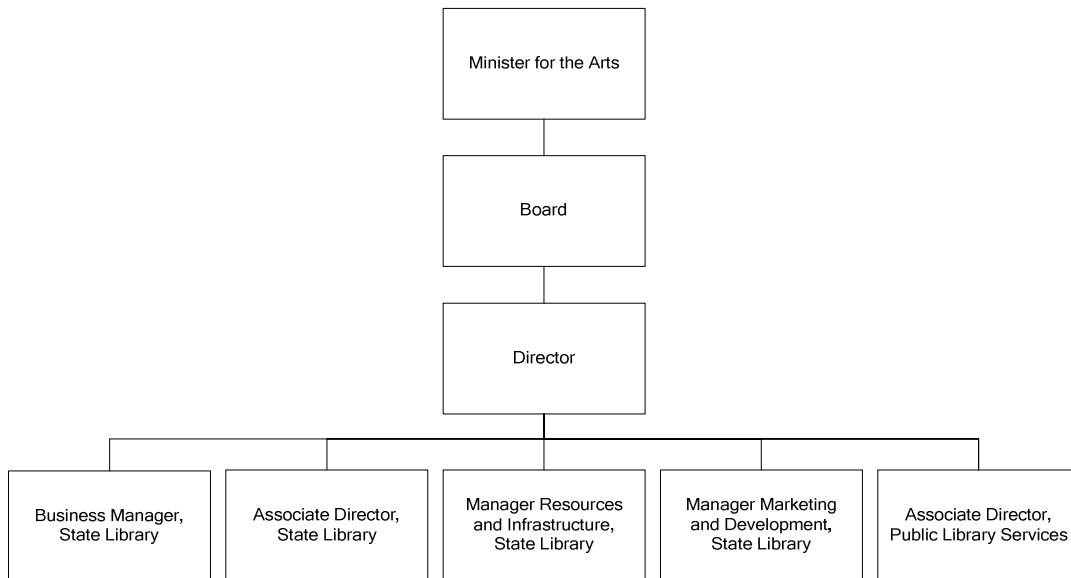 Minister for the Arts
Board
Director
Business Manager,
State Library
Associate Director,
State Library
Manager Resources
and Infrastructure,
State Library
Manager Marketing
and Development,
State Library
Associate Director,
Public Library Services